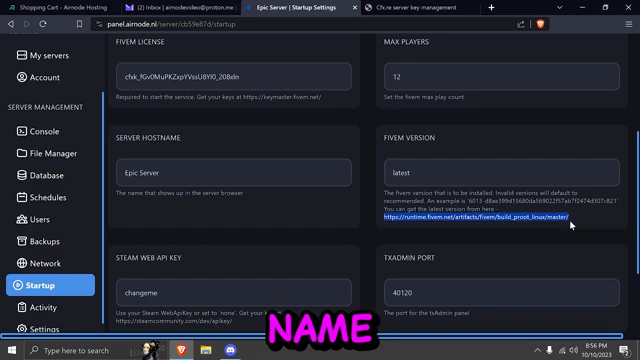 Shopping Cart - Airnode Hosting
(1) Inbox | airnodevideo@proton.me
Epic Server | Startup Settings
Cfx.re server key management
panel.airnode.nl/server/cb59e87d/startup
My servers
Account
SERVER MANAGEMENT
Console
File Manager
Database
Schedules
Users
Backups
Network
Startup
Activity
Settings
FIVEM LICENSE
Required to start the service. Get your keys at https://keymaster.fivem.net/
MAX PLAYERS
12
Set the fivem max play count
SERVER HOSTNAME
Epic Server
The name that shows up in the server browser
FIVEM VERSION
latest
The fivem version that is to be installed. Invalid versions will default to
recommended. An example is
You can get the latest version from here -
https://runtime.fivem.net/artifacts/fivem/build_proot_linux/master/
STEAM WEB API KEY
changeme
Use your Steam WebApiKey or set to `none`. Get your
https://steamcommunity.com/dev/apikey/
TXADMIN PORT
40120
The port for the txAdmin panel
NAME
Type here to search
8:56 PM
10/10/2023